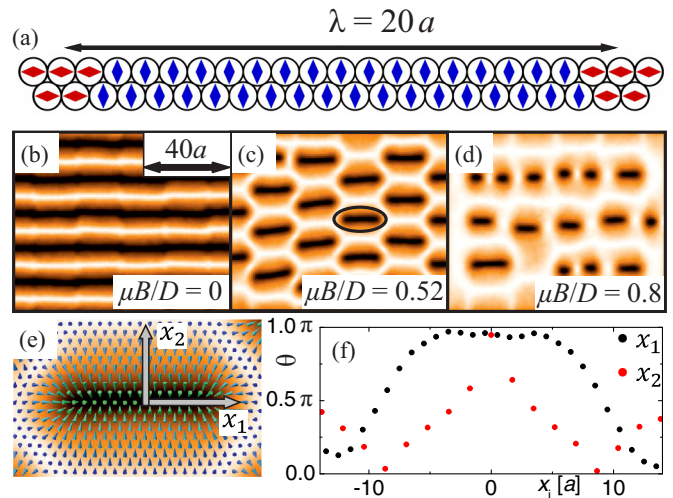 λ = 20 a
(a)
(b)
40a
(c)
(d)
μB/D = 0
μB/D = 0.52
μB/D = 0.8
(e)
x₂
x₁
(f)
1.0 π
θ
0.5 π
0.0
x₁
x₂
-10
0
xᵢ [a]
10